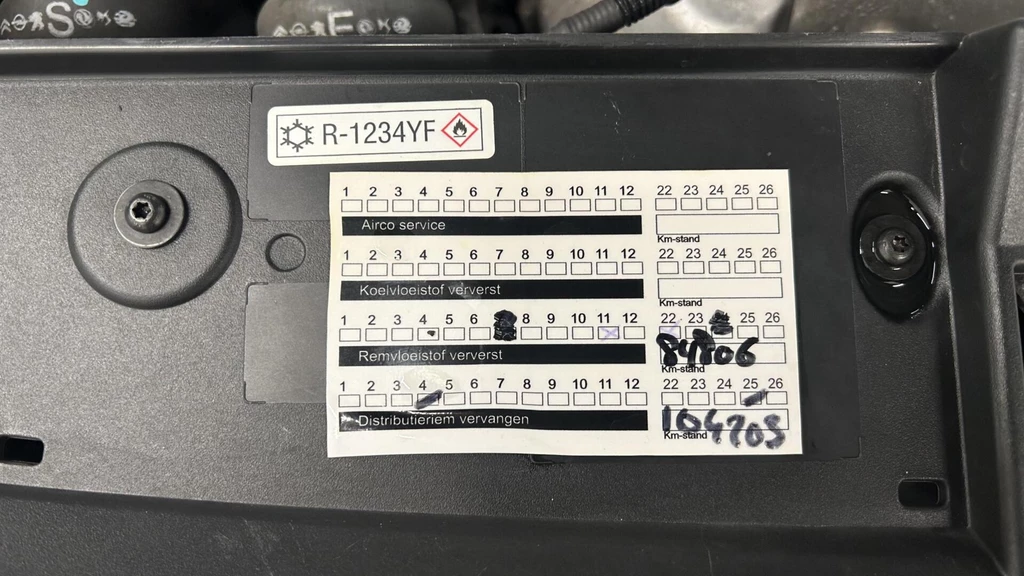 R-1234YF
1 2 3 4 5 6 7 8 9 10 11 12 22 23 24 25 26
Airco service
Km-stand
1 2 3 4 5 6 7 8 9 10 11 12 22 23 24 25 26
Koelvloeistof ververst
Km-stand
1 2 3 4 5 6 8 9 10 11 12 22 23 25 26
Remvloeistof ververst 84806
Km-stand
1 2 3 4 5 6 7 8 9 10 11 12 22 23 24 25 26
Distributieriem vervangen 104703
Km-stand